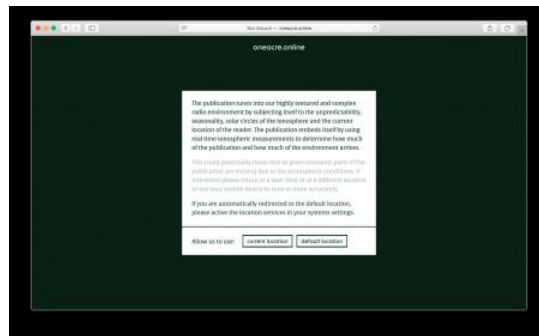 Not Secure — oneacre.online
oneacre.online
The publication tunes into our highly textured and complex
radio environment by subjecting itself to the unpredictability,
seasonality, solar circles of the ionosphere and the current
location of the reader. The publication embeds itself by using
real time ionospheric measurements to determine how much
of the publication and how much of the environment arrives.
This could potentially mean that at given moments parts of the
publication are missing due to the atmospheric conditions. If
interested please return at a later time or at a different location
or use your mobile device to tune in more accurately.
If you are automatically redirected to the default location,
please active the location services in your systems settings.
Allow us to use: current location default location